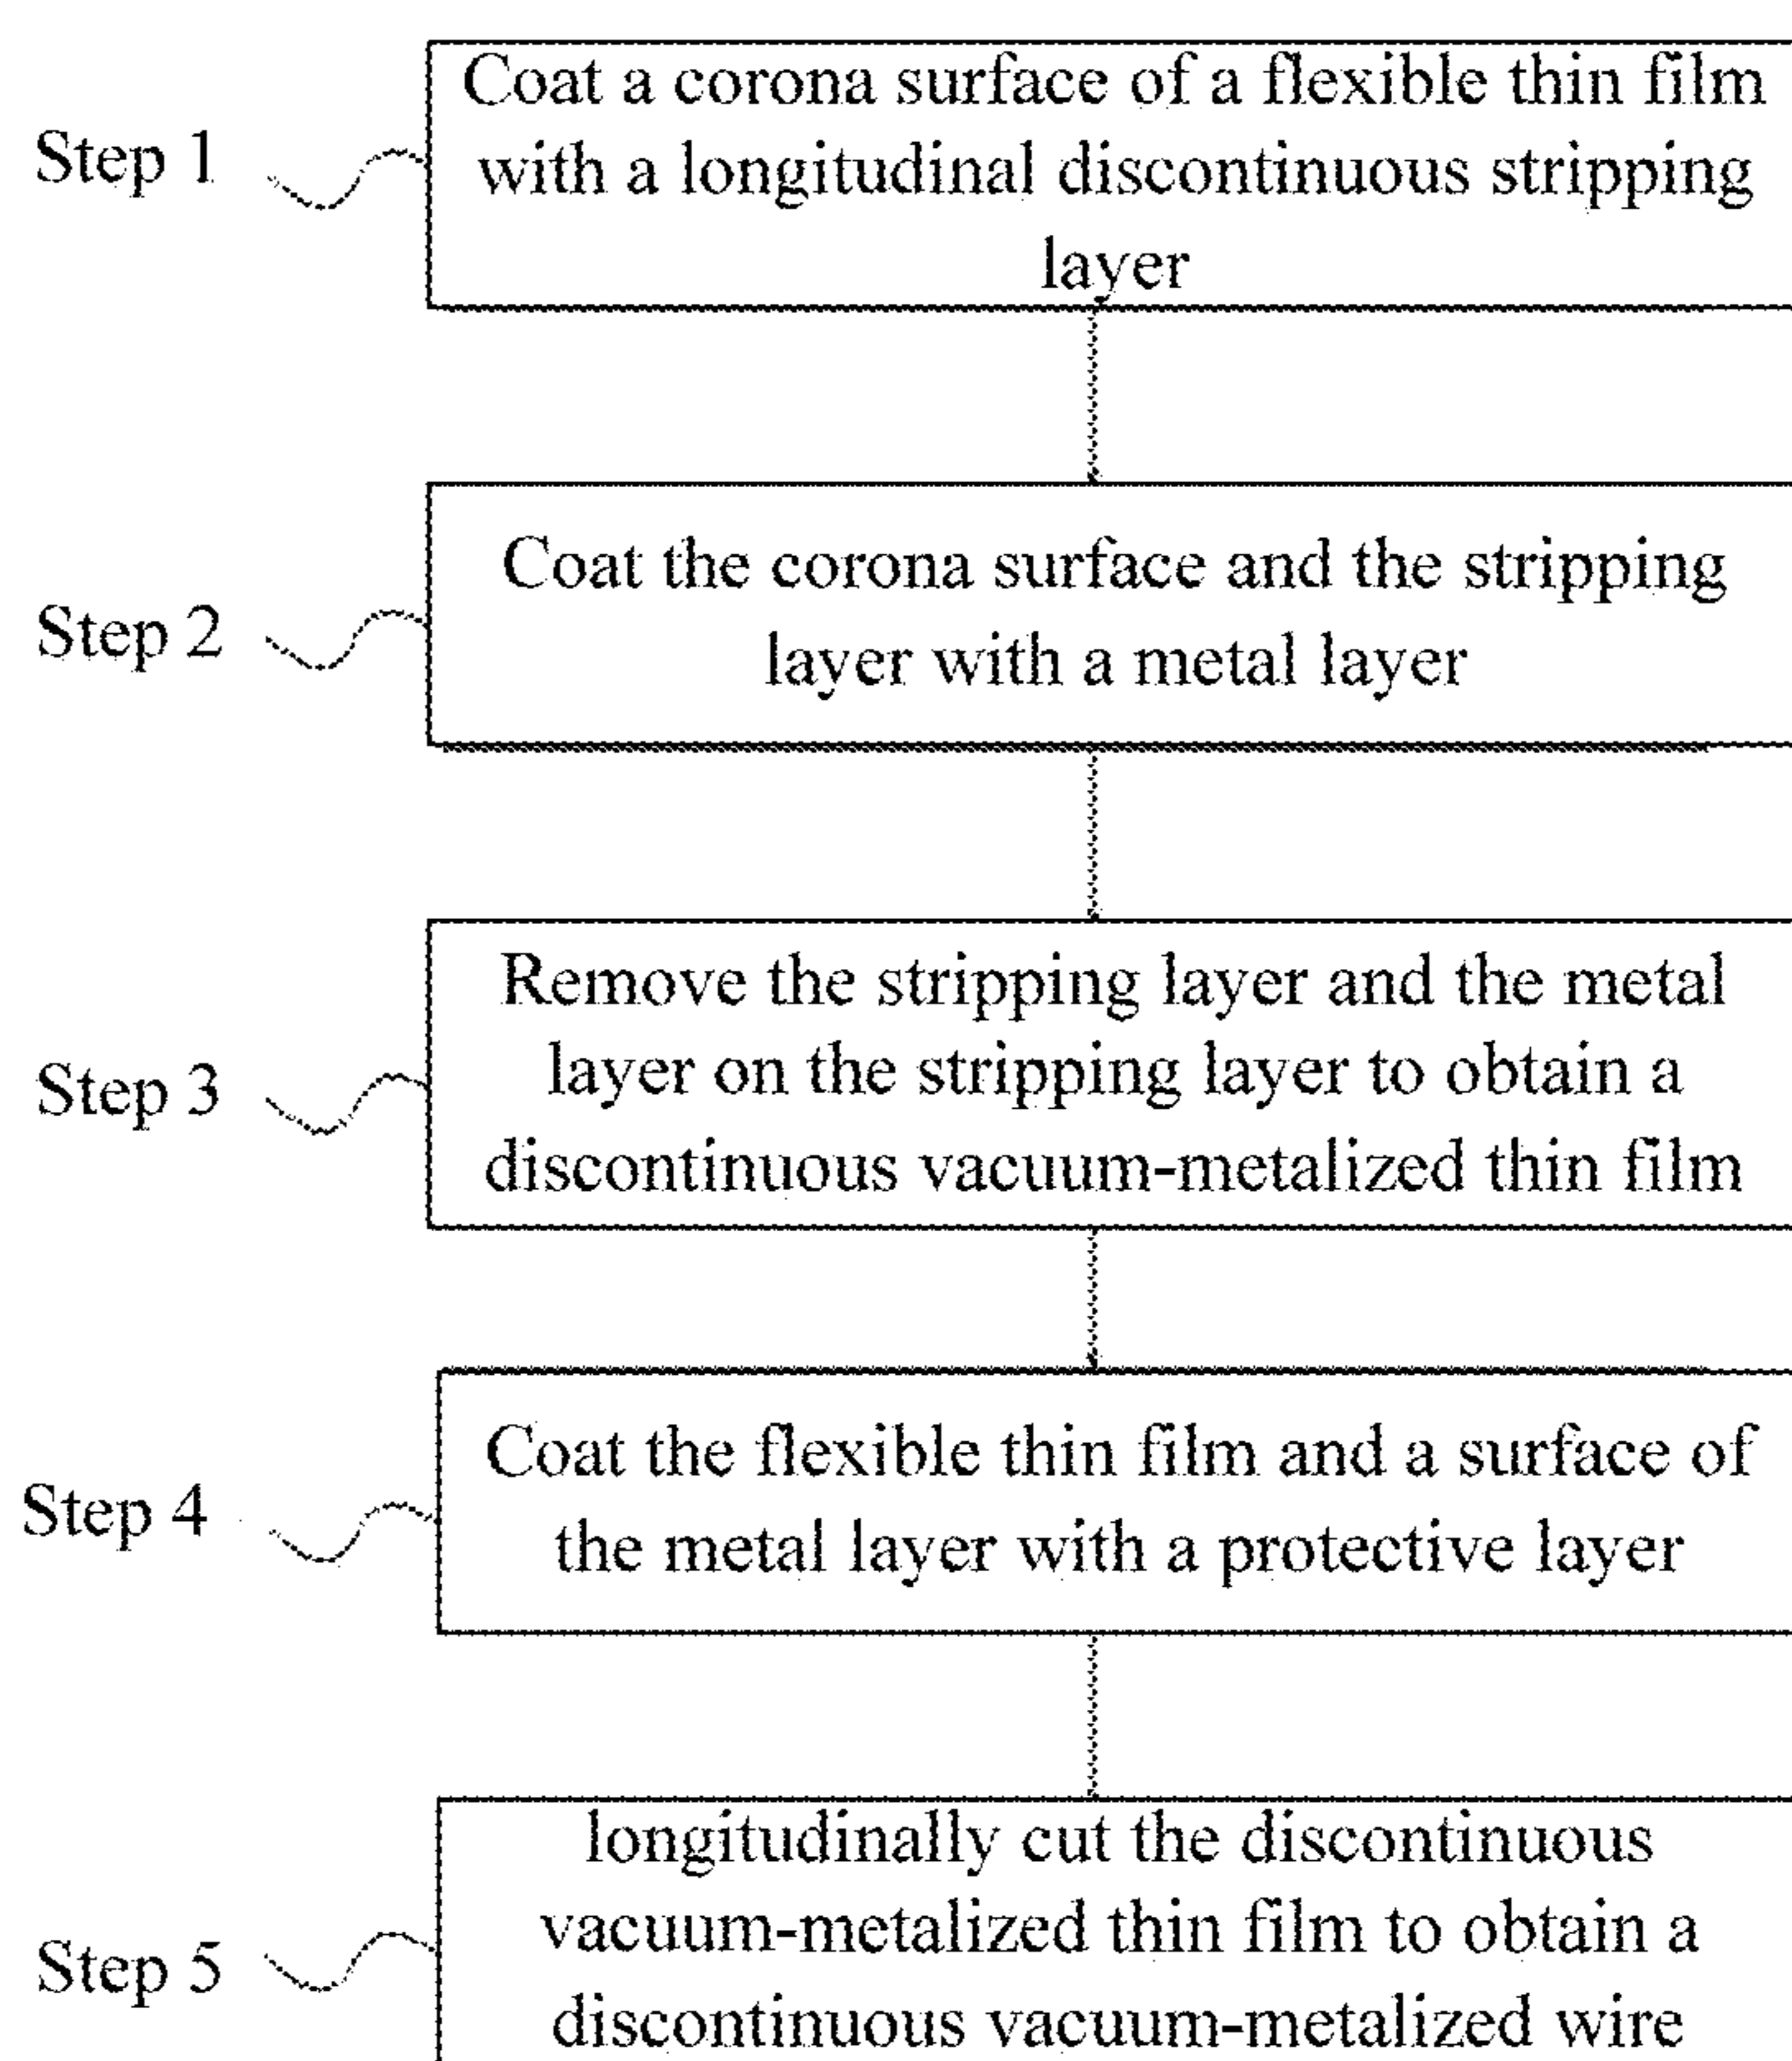 Coat a corona surface of a flexible thin film
Step 1
with a longitudinal discontinuous stripping
layer
Coat the corona surface and the stripping
Step 2
layer with a metal layer
Remove the stripping layer and the metal
Step 3
layer on the stripping layer to obtain a
discontinuous vacuum-metalized thin film
Coat the flexible thin film and a surface of
Step 4
the metal layer with a protective layer
longitudinally cut the discontinuous
vacuum-metalized thin film to obtain a
Step 5
discontinuous vacuum-metalized wire